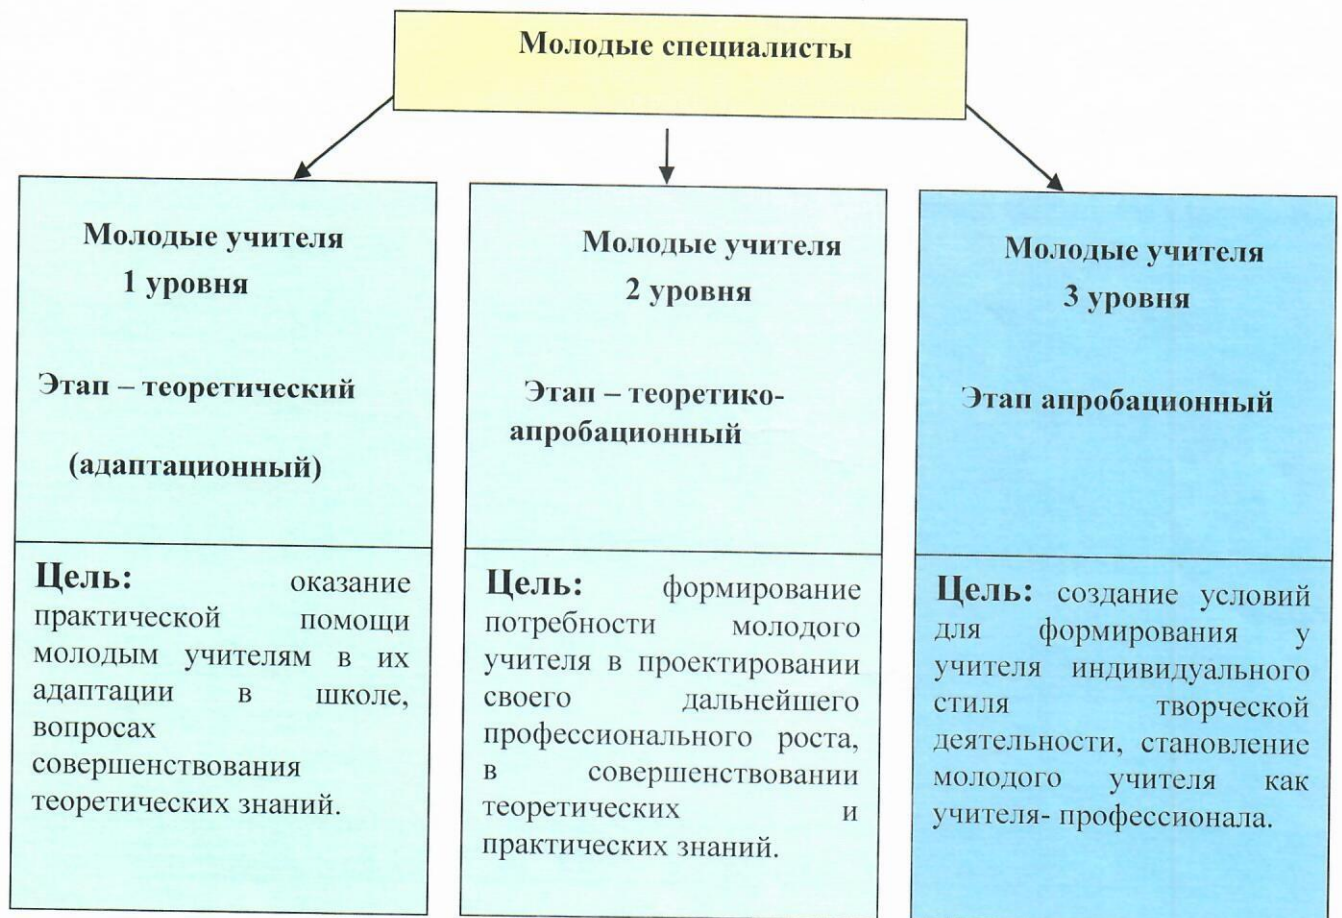 Молодые специалисты
Молодые учителя
1 уровня
Этап – теоретический
(адаптационный)
Цель: оказание
практической помощи
молодым учителям в их
адаптации в школе,
вопросах
совершенствования
теоретических знаний.
Молодые учителя
2 уровня
Этап – теоретико-
апробационный
Цель: формирование
потребности молодого
учителя в проектировании
своего дальнейшего
профессионального роста,
в совершенствовании
теоретических и
практических знаний.
Молодые учителя
3 уровня
Этап апробационный
Цель: создание условий
для формирования у
учителя индивидуального
стиля творческой
деятельности, становление
молодого учителя как
учителя- профессионала.